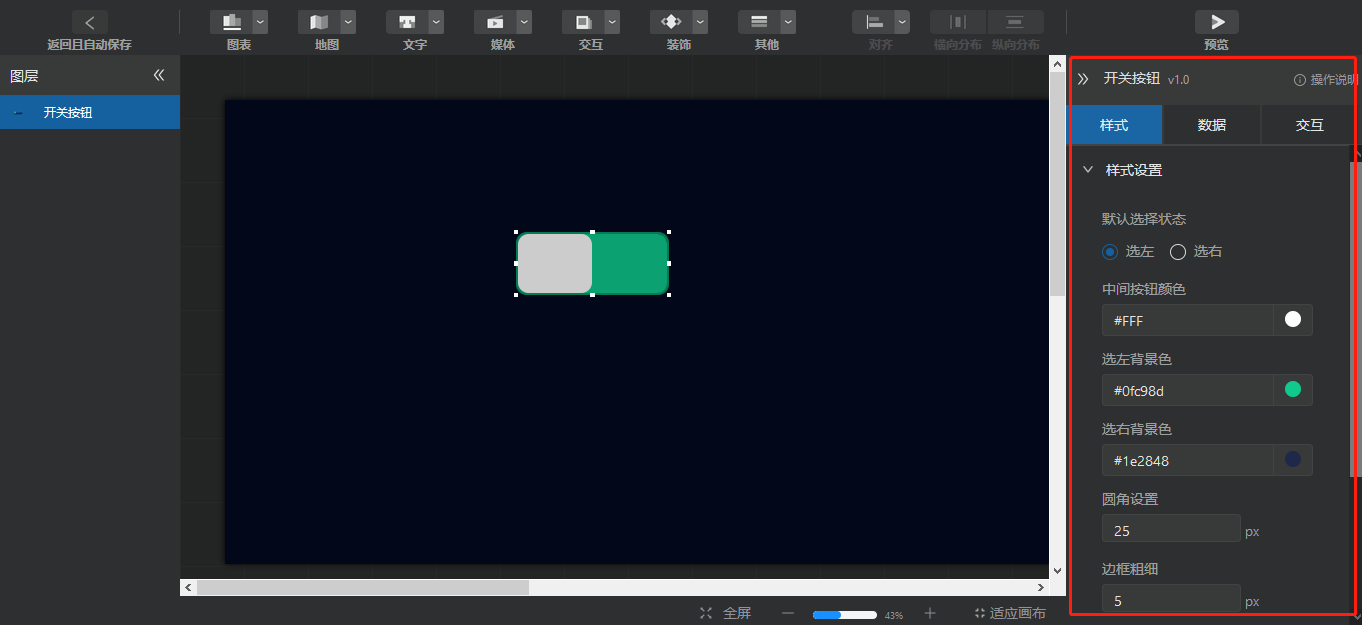 返回且自动保存
图表
地图
文字
媒体
交互
装饰
其他
对齐
横向分布
纵向分布
预览
图层
开关按钮
开关按钮 v1.0
操作说明
样式
数据
交互
样式设置
默认选择状态
选左
选右
中间按钮颜色
#FFF
选左背景色
#0fc98d
选右背景色
#1e2848
圆角设置
25 px
边框粗细
5 px
全屏
43%
适应画布